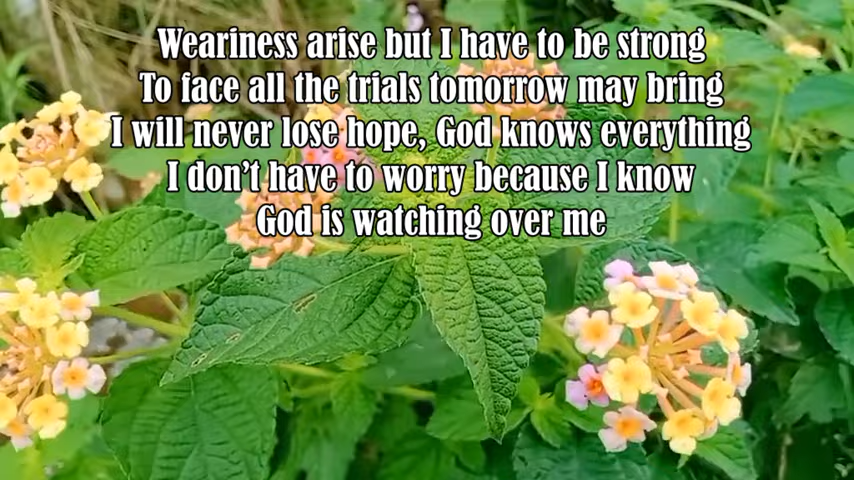 Weariness arise but I have to be strong
To face all the trials tomorrow may bring
I will never lose hope, God knows everything
I don't have to worry because I know
God is watching over me